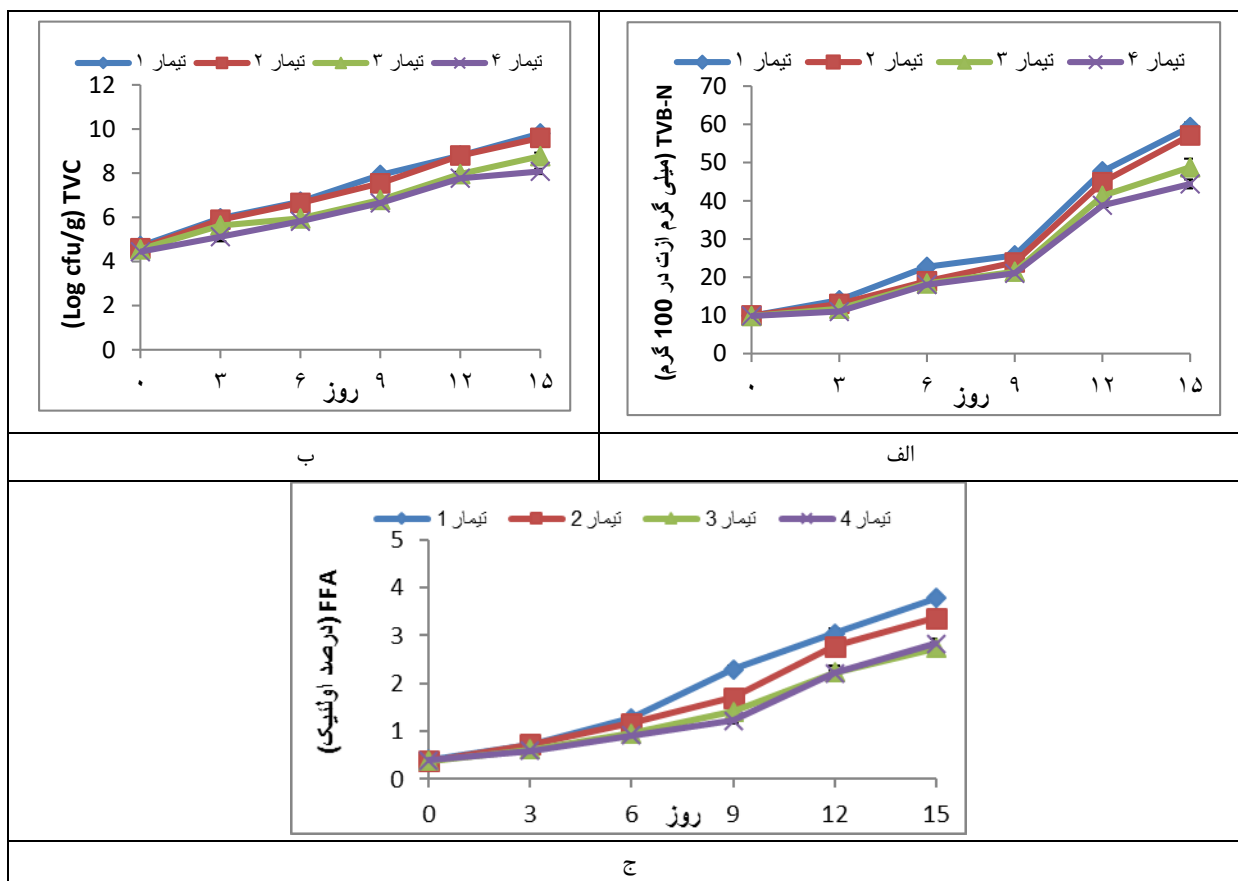 تیمار ۱ تیمار ۲ تیمار ۳ تیمار ۴
TVB-N (میلی گرم ازت در 100 گرم)
70
60
50
40
30
20
10
0
۰ ۳ ۶ ۹ ۱۲ ۱۵
روز
الف
تیمار ۱ تیمار ۲ تیمار ۳ تیمار ۴
(Log cfu/g) TVC
12
10
8
6
4
2
0
۰ ۳ ۶ ۹ ۱۲ ۱۵
روز
ب
تیمار 1 تیمار 2 تیمار 3 تیمار 4
FFA (درصد اولئیک)
5
4
3
2
1
0
0 3 6 9 12 15
روز
ج